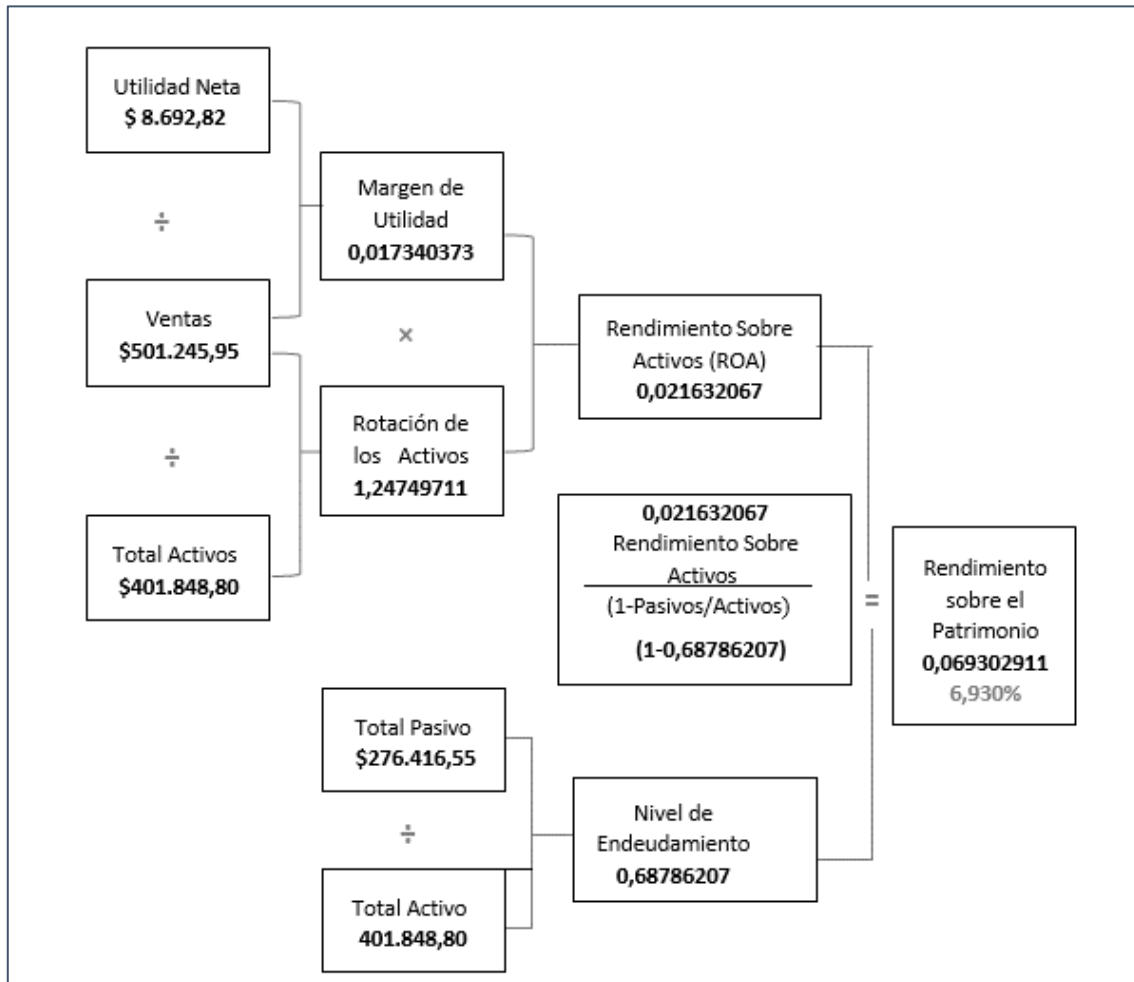 Utilidad Neta
$ 8.692,82
÷
Ventas
$501.245,95
÷
Total Activos
$401.848,80
Margen de
Utilidad
0,017340373
×
Rotación de
los Activos
1,24749711
Rendimiento Sobre
Activos (ROA)
0,021632067
0,021632067
Rendimiento Sobre
Activos
(1-Pasivos/Activos)
(1-0,68786207)
Total Pasivo
$276.416,55
÷
Total Activo
401.848,80
Nivel de
Endeudamiento
0,68786207
=
Rendimiento
sobre el
Patrimonio
0,069302911
6,930%